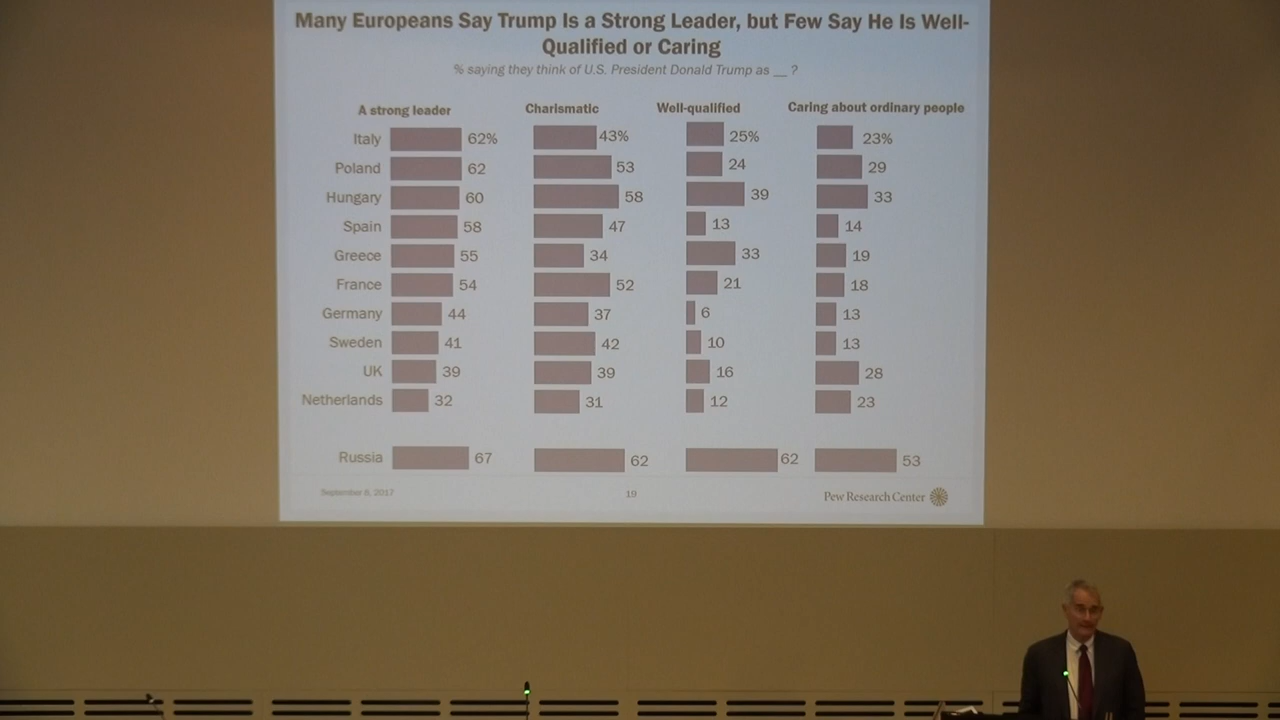 Many Europeans Say Trump Is a Strong Leader, but Few Say He Is Well-
Qualified or Caring
% saying they think of U.S. President Donald Trump as __ ?
A strong leader Charismatic Well-qualified Caring about ordinary people
Italy 62% 43% 25% 23%
Poland 62 53 24 29
Hungary 60 58 39 33
Spain 58 47 13 14
Greece 55 34 33 19
France 54 52 21 18
Germany 44 37 6 13
Sweden 41 42 10 13
UK 39 39 16 28
Netherlands 32 31 12 23
Russia 67 62 62 53
September 6, 2017 19 Pew Research Center